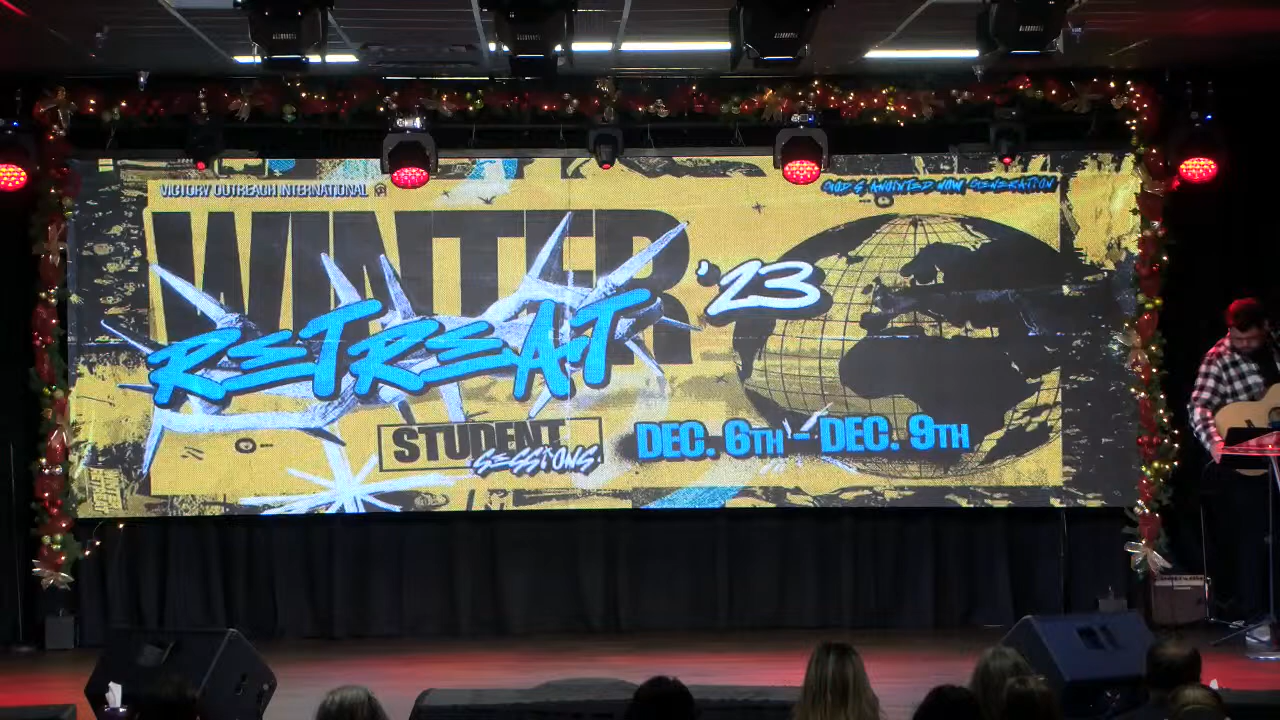 VICTORY OUTREACH INTERNATIONAL
GOD'S ANOINTED NOW GENERATION
WINTER
RETREAT '23
STUDENT
SESSIONS
DEC. 6TH - DEC. 9TH